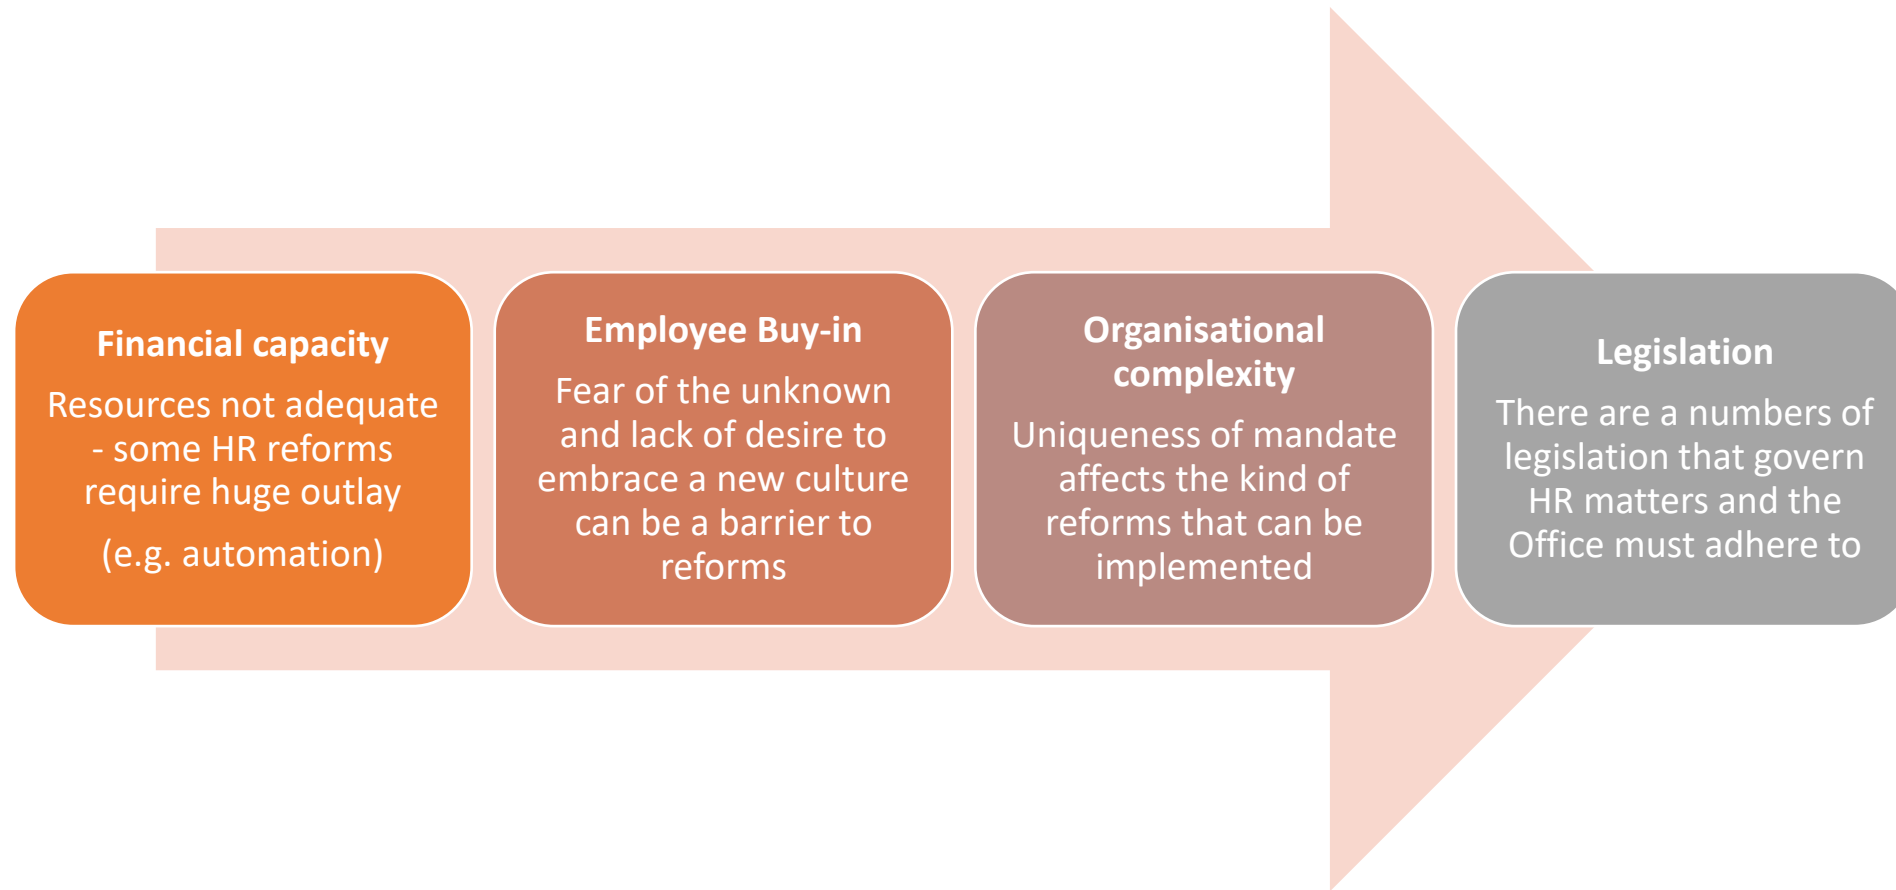 Financial capacity
Resources not adequate
- some HR reforms
require huge outlay
(e.g. automation)
Employee Buy-in
Fear of the unknown
and lack of desire to
embrace a new culture
can be a barrier to
reforms
Organisational
complexity
Uniqueness of mandate
affects the kind of
reforms that can be
implemented
Legislation
There are a numbers of
legislation that govern
HR matters and the
Office must adhere to